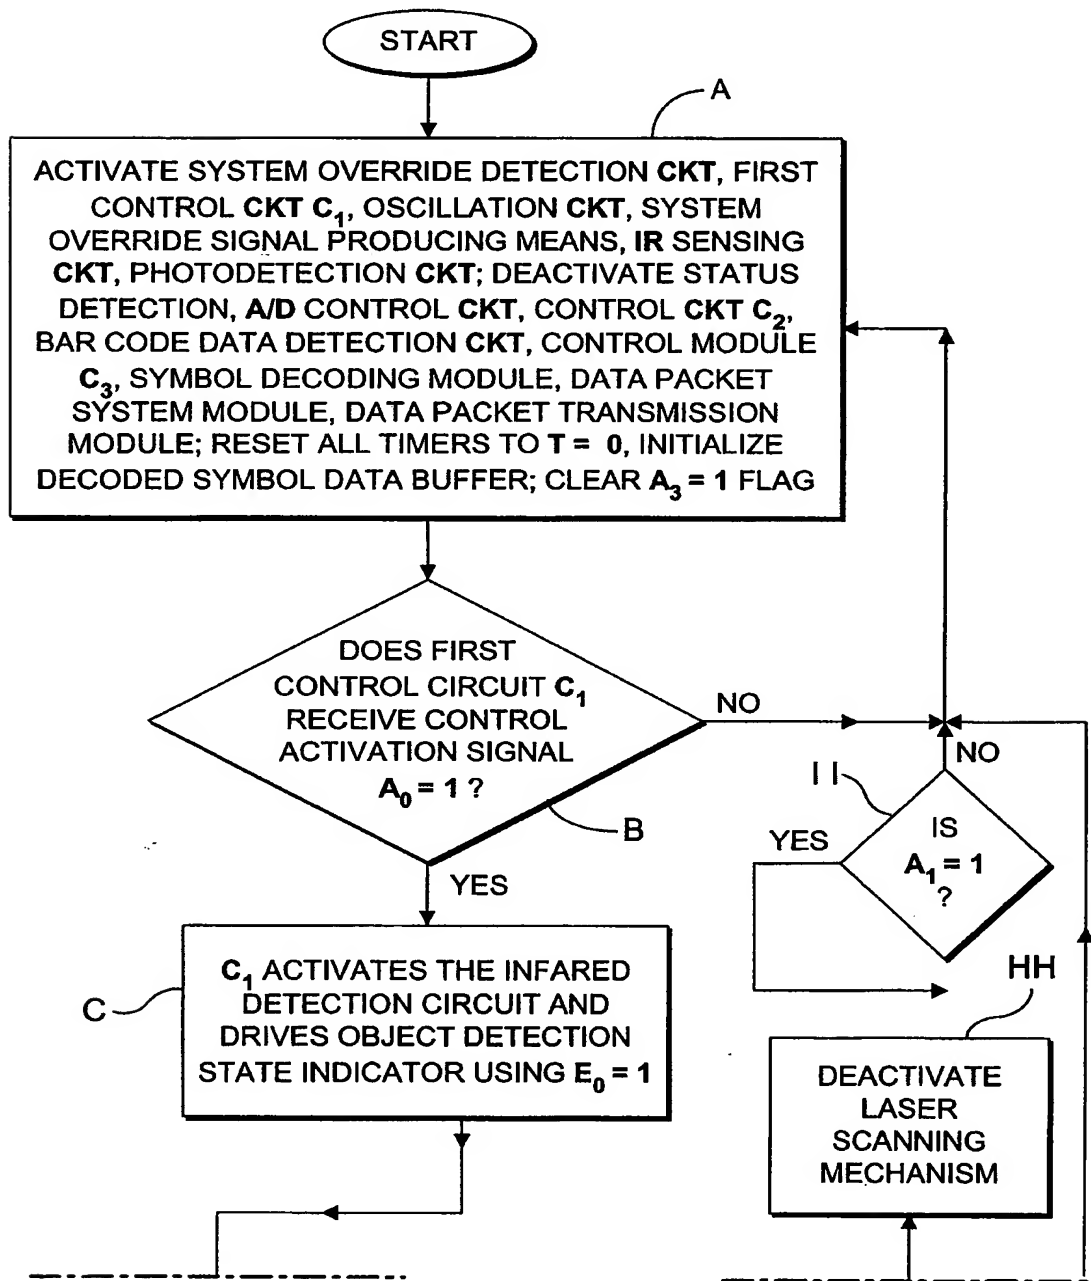 START
A
ACTIVATE SYSTEM OVERRIDE DETECTION CKT, FIRST
CONTROL CKT C₁, OSCILLATION CKT, SYSTEM
OVERRIDE SIGNAL PRODUCING MEANS, IR SENSING
CKT, PHOTODETECTION CKT; DEACTIVATE STATUS
DETECTION, A/D CONTROL CKT, CONTROL CKT C₂,
BAR CODE DATA DETECTION CKT, CONTROL MODULE
C₃, SYMBOL DECODING MODULE, DATA PACKET
SYSTEM MODULE, DATA PACKET TRANSMISSION
MODULE; RESET ALL TIMERS TO T = 0, INITIALIZE
DECODED SYMBOL DATA BUFFER; CLEAR A₃ = 1 FLAG
DOES FIRST
CONTROL CIRCUIT C₁
RECEIVE CONTROL
ACTIVATION SIGNAL
A₀ = 1 ?
NO
B
YES
NO
II
YES
IS
A₁ = 1
?
C
C₁ ACTIVATES THE INFARED
DETECTION CIRCUIT AND
DRIVES OBJECT DETECTION
STATE INDICATOR USING E₀ = 1
HH
DEACTIVATE
LASER
SCANNING
MECHANISM